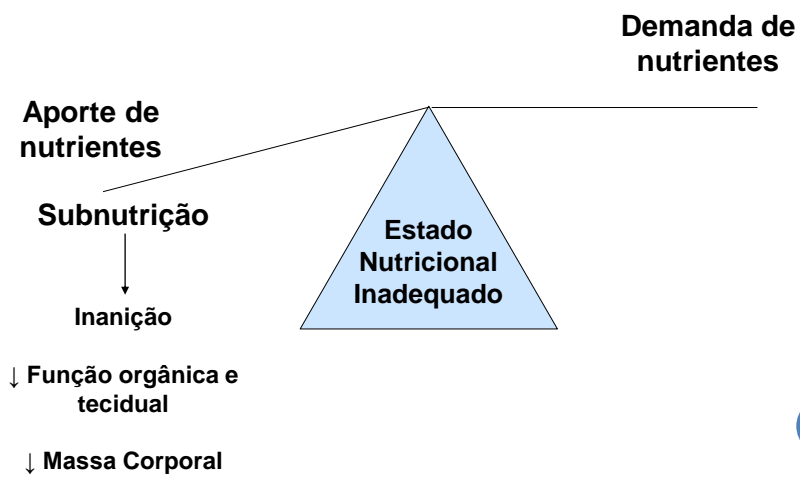 Demanda de
nutrientes
Aporte de
nutrientes
Subnutrição
Estado
Nutricional
Inadequado
Inanição
↓ Função orgânica e
tecidual
↓ Massa Corporal